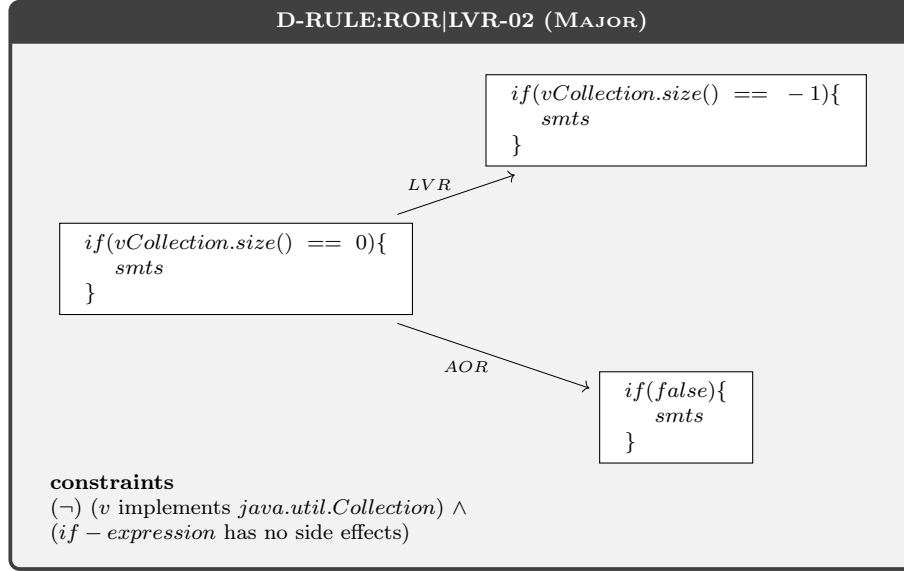 D-RULE:ROR|LVR-02 (MAJOR)
if(vCollection.size() == − 1){
smts
}
LVR
if(vCollection.size() == 0){
smts
}
AOR
if(false){
smts
}
constraints
(¬) (v implements java.util.Collection) ∧
(if − expression has no side effects)